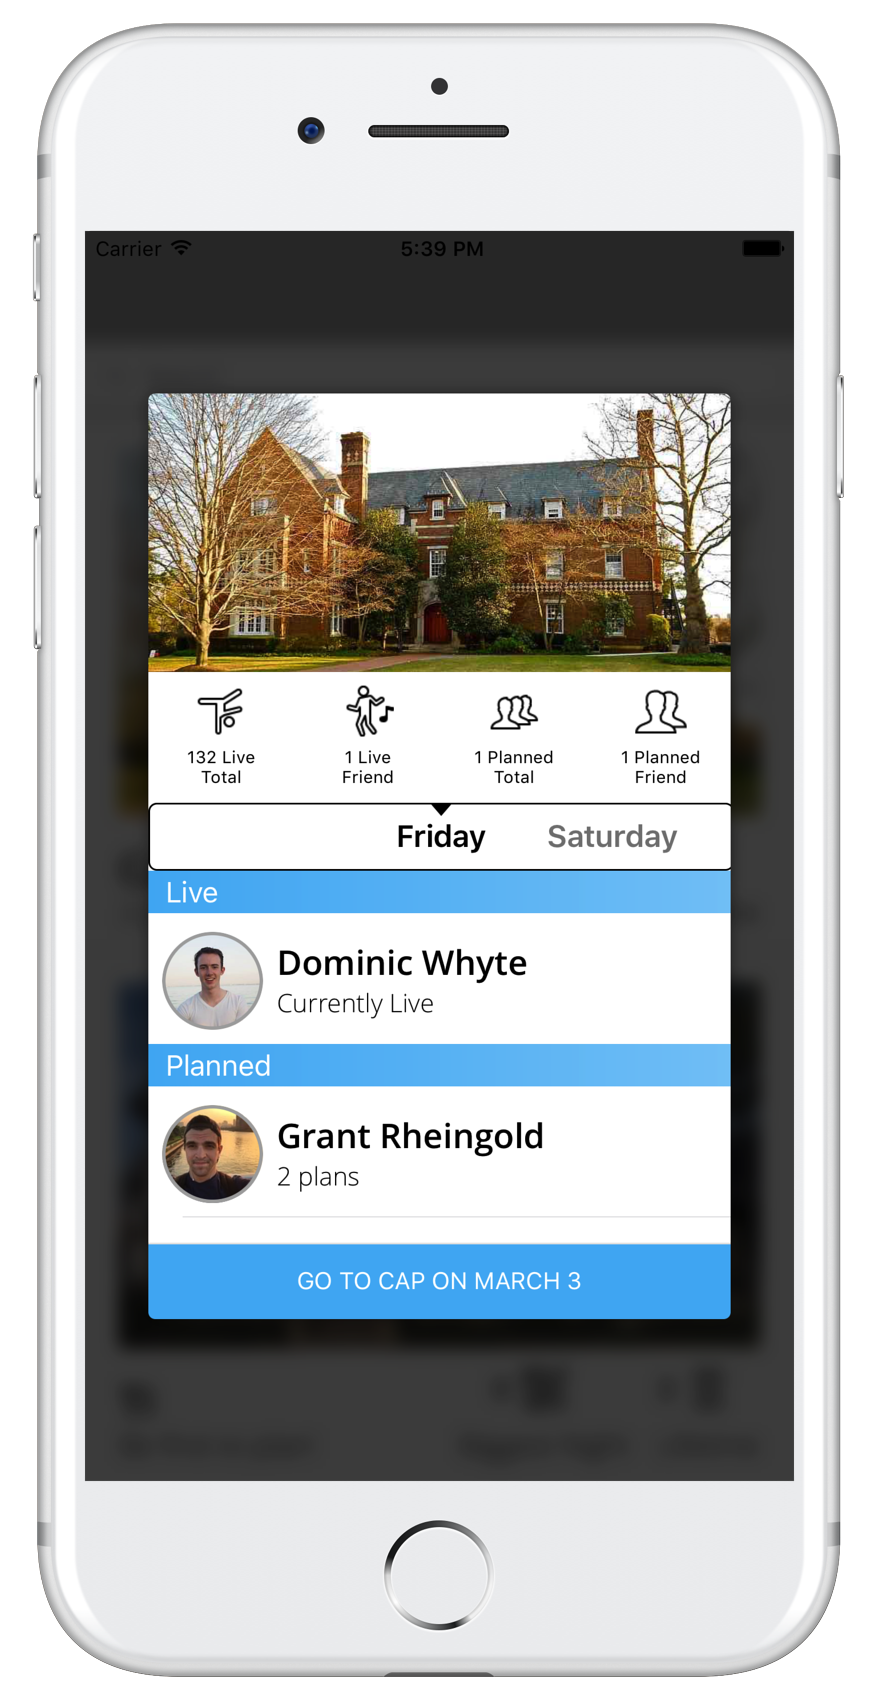 Carrier 5:39 PM
132 Live 1 Live 1 Planned 1 Planned
Total Friend Total Friend
Friday Saturday
Live
Dominic Whyte
Currently Live
Planned
Grant Rheingold
2 plans
GO TO CAP ON MARCH 3